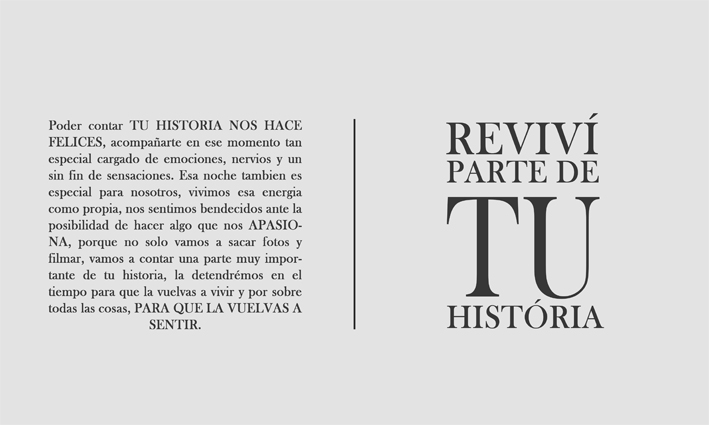 Poder contar TU HISTORIA NOS HACE
FELICES, acompañarte en ese momento tan
especial cargado de emociones, nervios y un
sin fin de sensaciones. Esa noche tambien es
especial para nosotros, vivimos esa energia
como propia, nos sentimos bendecidos ante la
posibilidad de hacer algo que nos APASIO-
NA, porque no solo vamos a sacar fotos y
filmar, vamos a contar una parte muy impor-
tante de tu historia, la detendrémos en el
tiempo para que la vuelvas a vivir y por sobre
todas las cosas, PARA QUE LA VUELVAS A
SENTIR.
REVIVÍ
PARTE DE
TU
HISTÓRIA